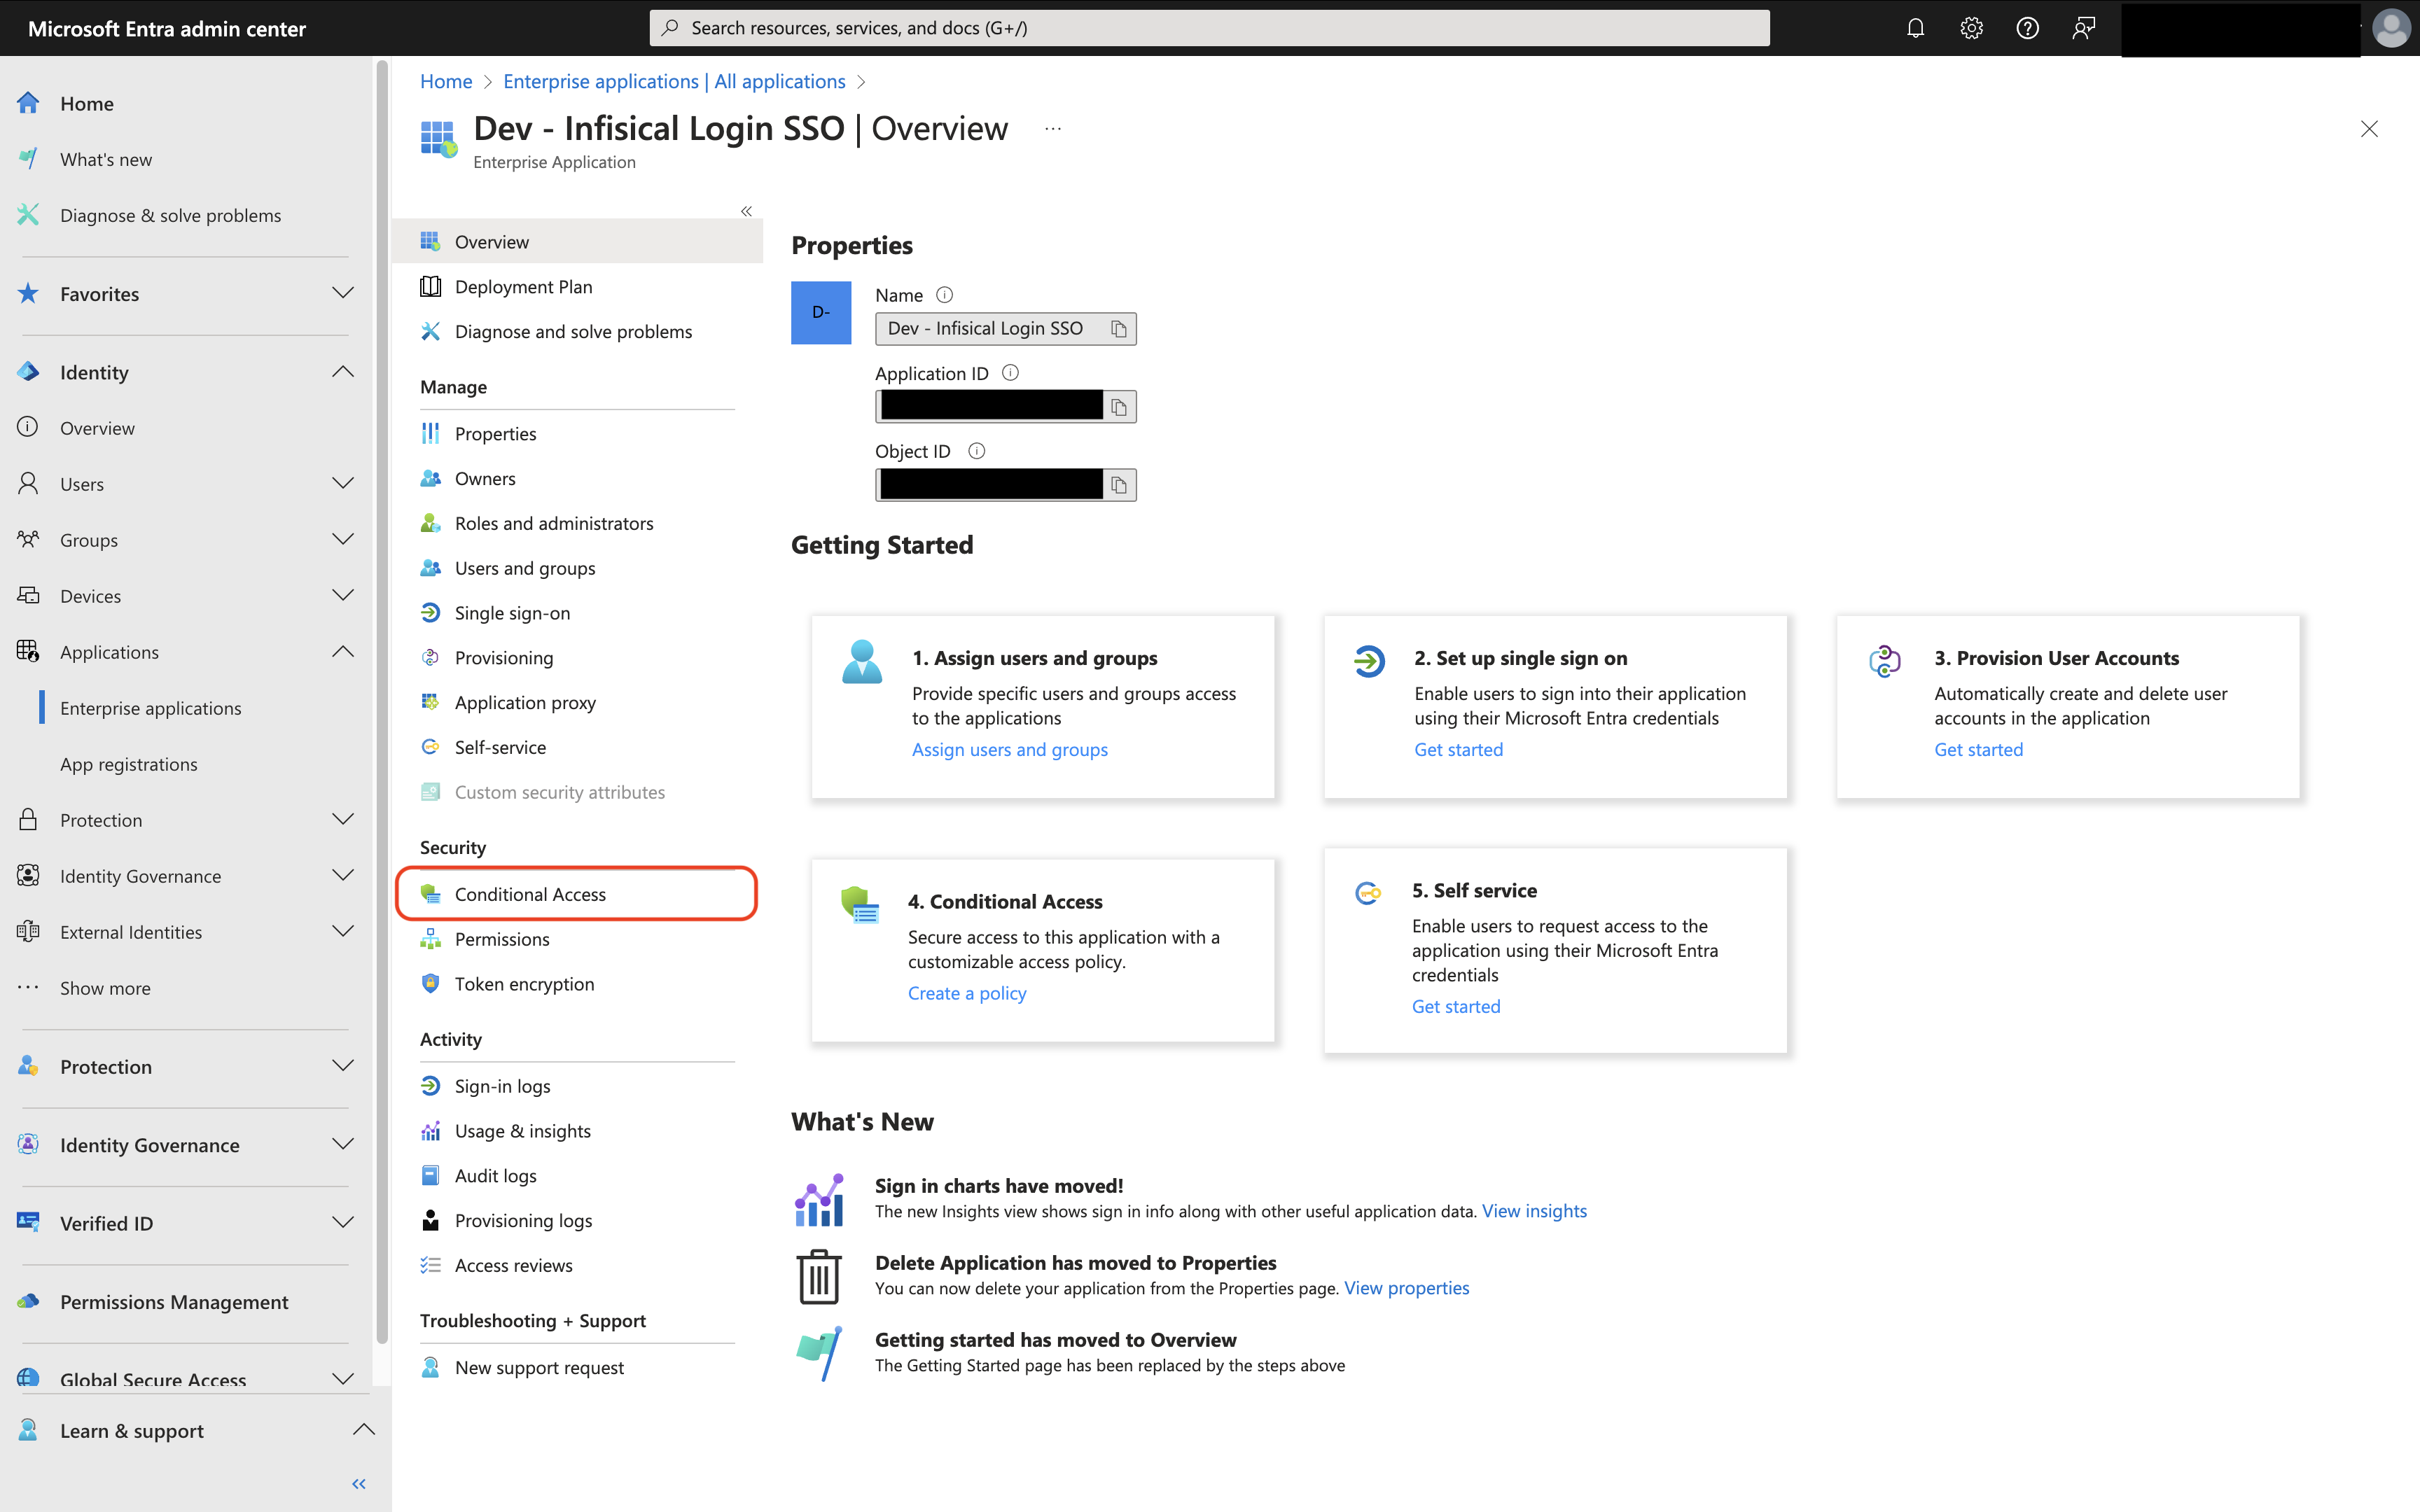 Microsoft Entra admin center
Search resources, services, and docs (G+/)
Home
What's new
Diagnose & solve problems
Favorites
Identity
Overview
Users
Groups
Devices
Applications
Enterprise applications
App registrations
Protection
Identity Governance
External Identities
Show more
Protection
Identity Governance
Verified ID
Permissions Management
Global Secure Access
Learn & support
Home > Enterprise applications | All applications >
Dev - Infisical Login SSO | Overview
Enterprise Application
Overview
Deployment Plan
Diagnose and solve problems
Manage
Properties
Owners
Roles and administrators
Users and groups
Single sign-on
Provisioning
Application proxy
Self-service
Custom security attributes
Security
Conditional Access
Permissions
Token encryption
Activity
Sign-in logs
Usage & insights
Audit logs
Provisioning logs
Access reviews
Troubleshooting + Support
New support request
Properties
D-
Name
Dev - Infisical Login SSO
Application ID
Object ID
Getting Started
1. Assign users and groups
Provide specific users and groups access
to the applications
Assign users and groups
2. Set up single sign on
Enable users to sign into their application
using their Microsoft Entra credentials
Get started
3. Provision User Accounts
Automatically create and delete user
accounts in the application
Get started
4. Conditional Access
Secure access to this application with a
customizable access policy.
Create a policy
5. Self service
Enable users to request access to the
application using their Microsoft Entra
credentials
Get started
What's New
Sign in charts have moved!
The new Insights view shows sign in info along with other useful application data. View insights
Delete Application has moved to Properties
You can now delete your application from the Properties page. View properties
Getting started has moved to Overview
The Getting Started page has been replaced by the steps above